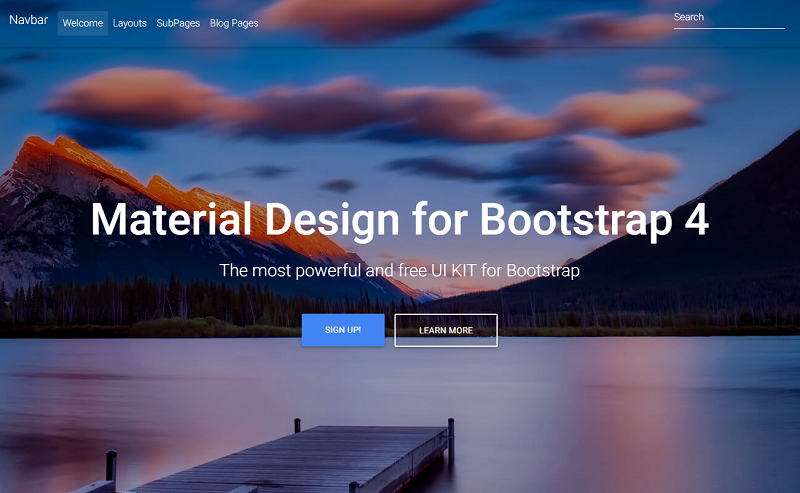 Navbar Welcome Layouts SubPages Blog Pages Search
Material Design for Bootstrap 4
The most powerful and free UI KIT for Bootstrap
SIGN UP! LEARN MORE